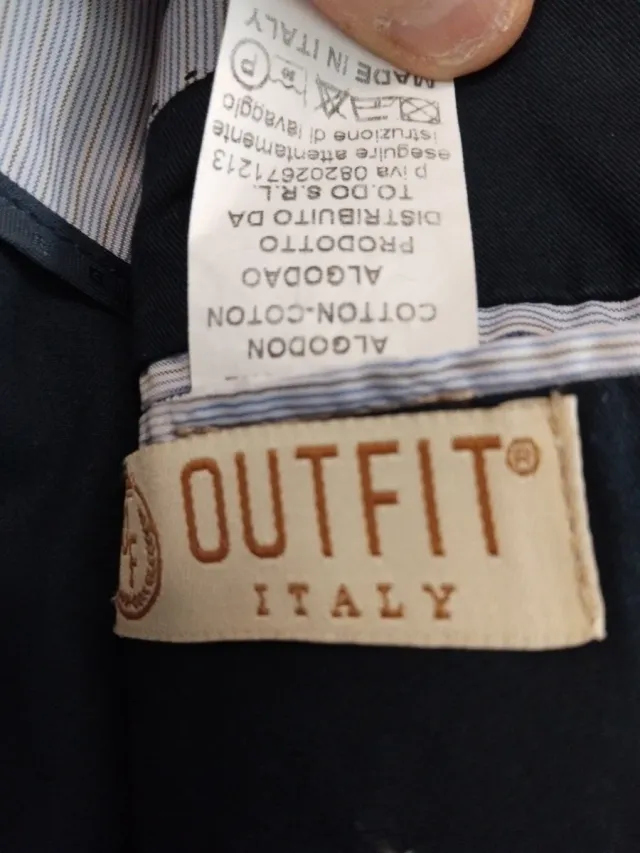 ALGODON
COTTON-COTON
ALGODAO
PRODOTTO
DISTRIBUITO DA
TO.DO S.R.L.
p.iva 08202671213
eseguire attentamente
istruzione di lavaggio
P
MADE IN ITALY
OUTFIT®
ITALY